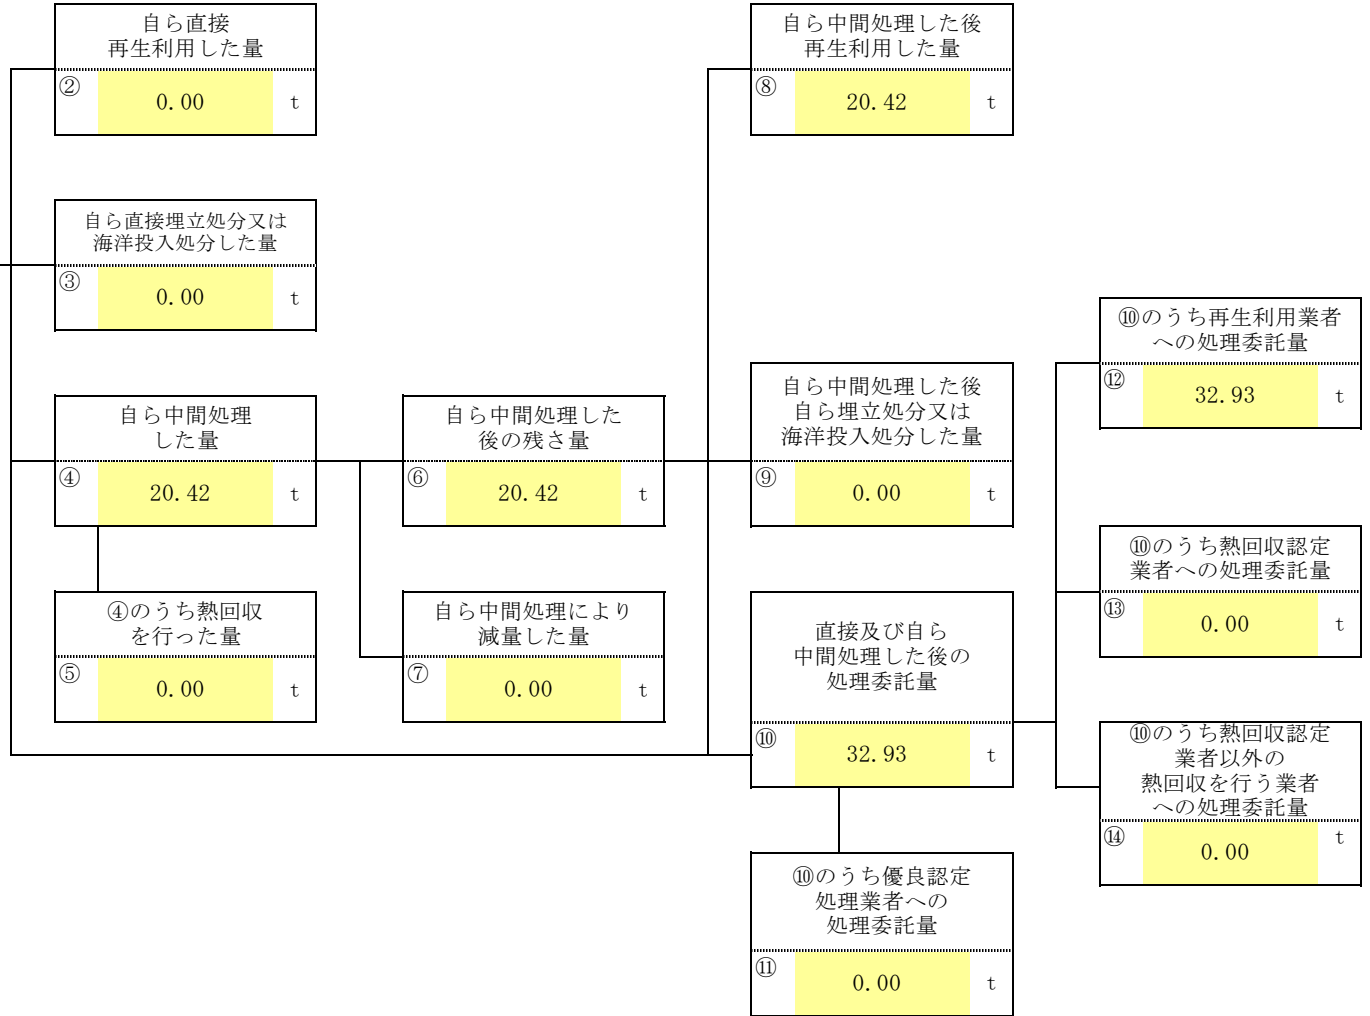 自ら直接
再生利用した量
②
0.00
t
自ら直接埋立処分又は
海洋投入処分した量
③
0.00
t
自ら中間処理
した量
④
20.42
t
④のうち熱回収
を行った量
⑤
0.00
t
自ら中間処理した
後の残さ量
⑥
20.42
t
自ら中間処理により
減量した量
⑦
0.00
t
自ら中間処理した後
再生利用した量
⑧
20.42
t
自ら中間処理した後
自ら埋立処分又は
海洋投入処分した量
⑨
0.00
t
直接及び自ら
中間処理した後の
処理委託量
⑩
32.93
t
⑩のうち優良認定
処理業者への
処理委託量
⑪
0.00
t
⑩のうち再生利用業者
への処理委託量
⑫
32.93
t
⑩のうち熱回収認定
業者への処理委託量
⑬
0.00
t
⑩のうち熱回収認定
業者以外の
熱回収を行う業者
への処理委託量
⑭
0.00
t